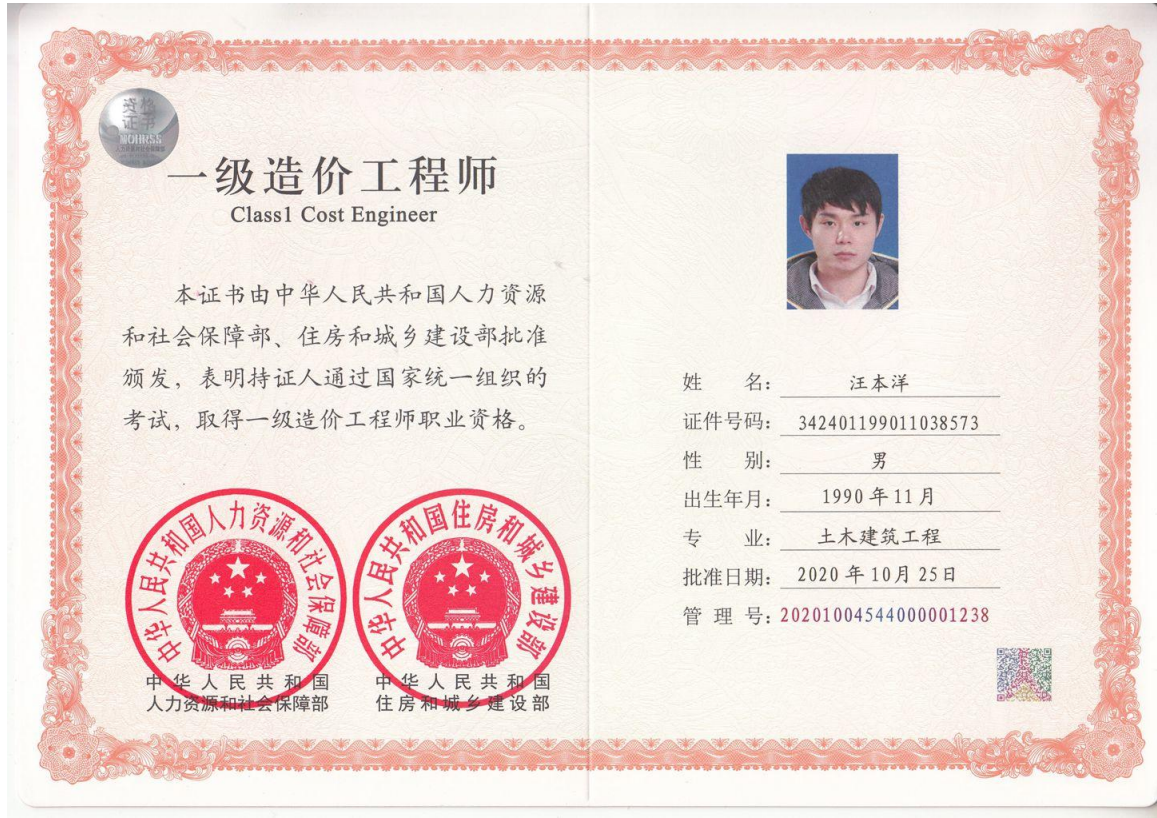 资格
证书
MOHRSS
一级造价工程师
Class1 Cost Engineer
本证书由中华人民共和国人力资源
和社会保障部、住房和城乡建设部批准
颁发，表明持证人通过国家统一组织的
考试，取得一级造价工程师职业资格。
中华人民共和国人力资源和社会保障部
中华人民共和国住房和城乡建设部
中华人民共和国
人力资源和社会保障部
中华人民共和国
住房和城乡建设部
姓 名: 汪本洋
证件号码: 342401199011038573
性 别: 男
出生年月: 1990年11月
专 业: 土木建筑工程
批准日期: 2020年10月25日
管 理 号: 20201004544000001238